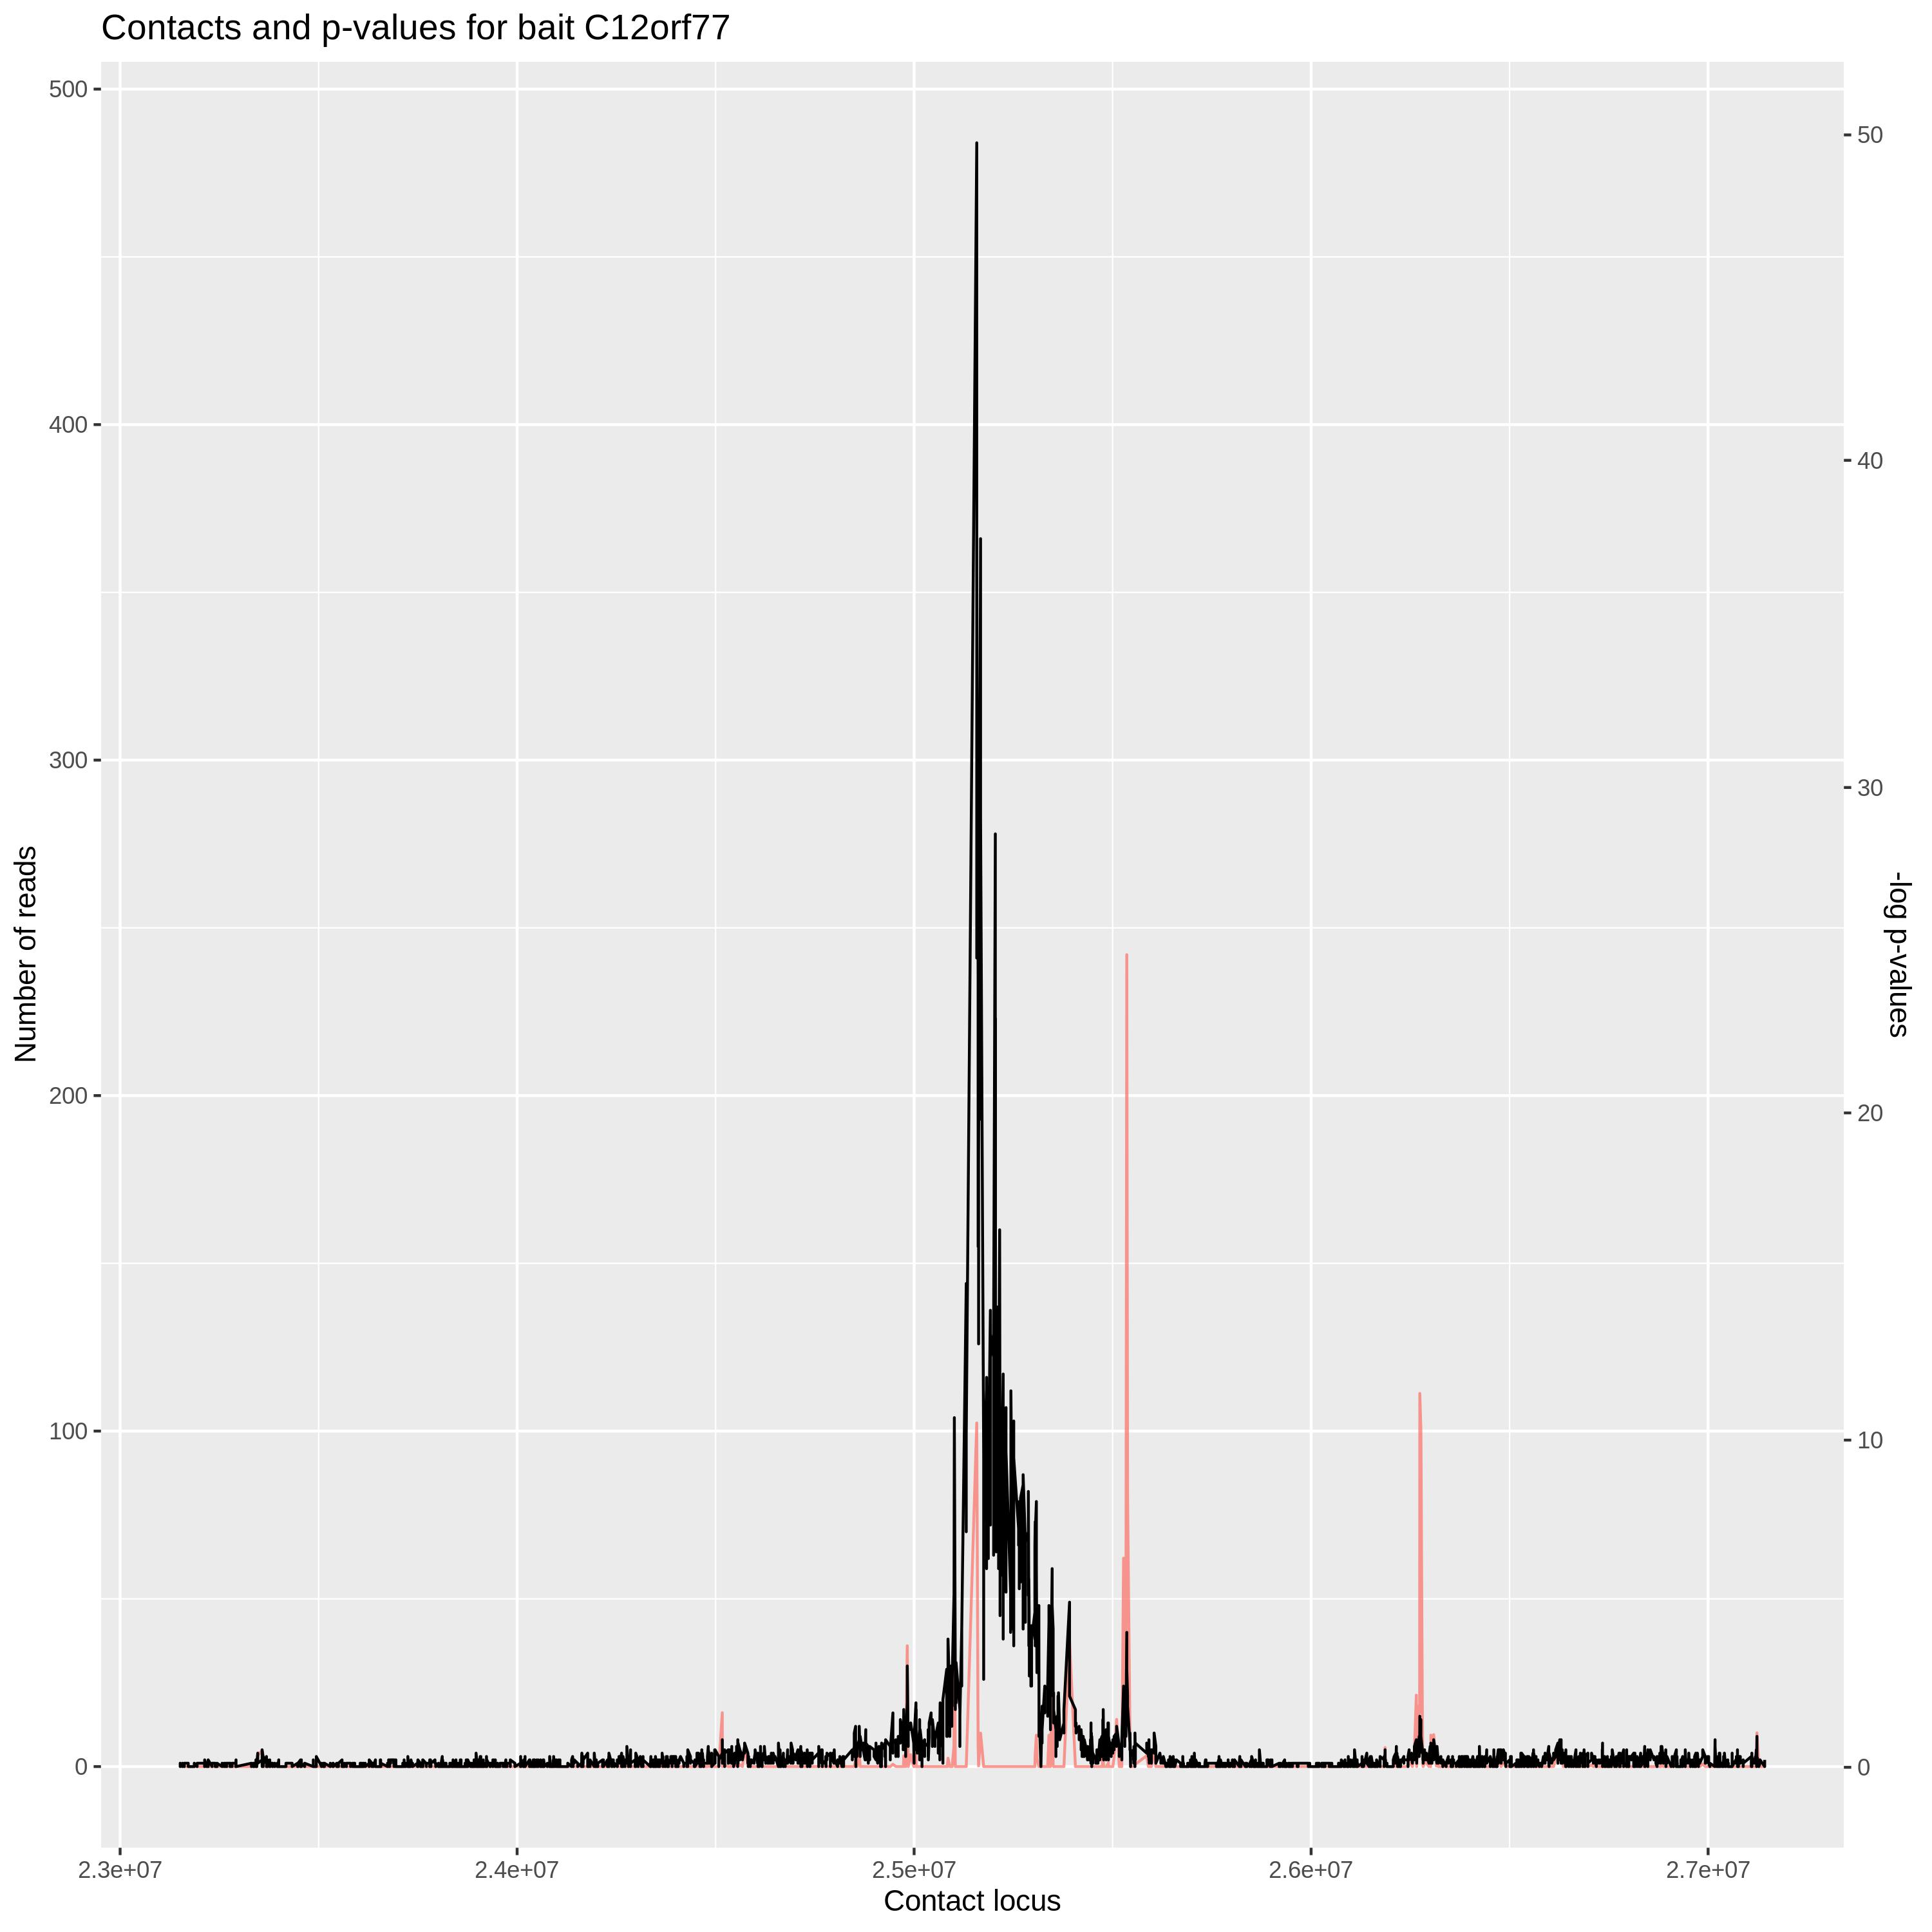 Contacts and p-values for bait C12orf77
500
400
300
200
100
0
Number of reads
50
40
30
20
10
0
-log p-values
2.3e+07
2.4e+07
2.5e+07
2.6e+07
2.7e+07
Contact locus